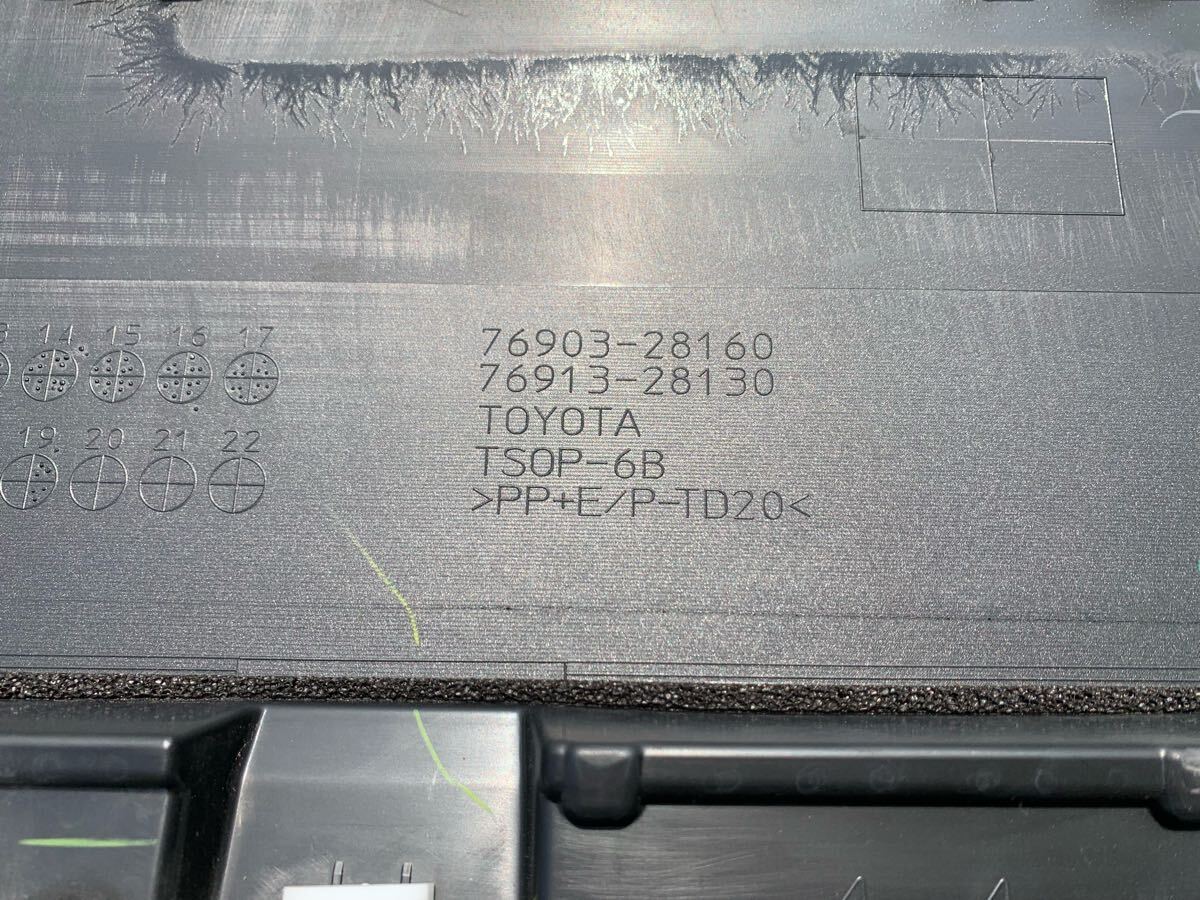 14 15 16 17
19 20 21 22
76903-28160
76913-28130
TOYOTA
TSOP-6B
>PP+E/P-TD20<